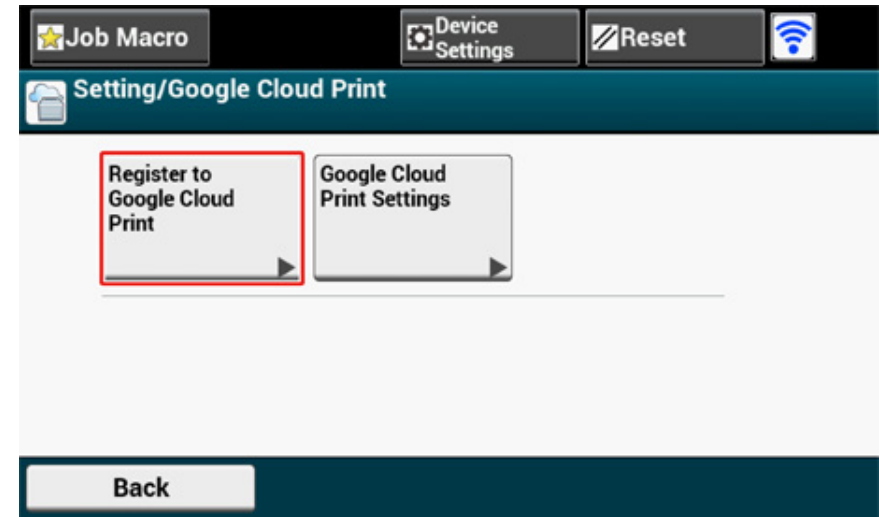 Job Macro
Device
Settings
Reset
Setting/Google Cloud Print
Register to
Google Cloud
Print
Google Cloud
Print Settings
Back